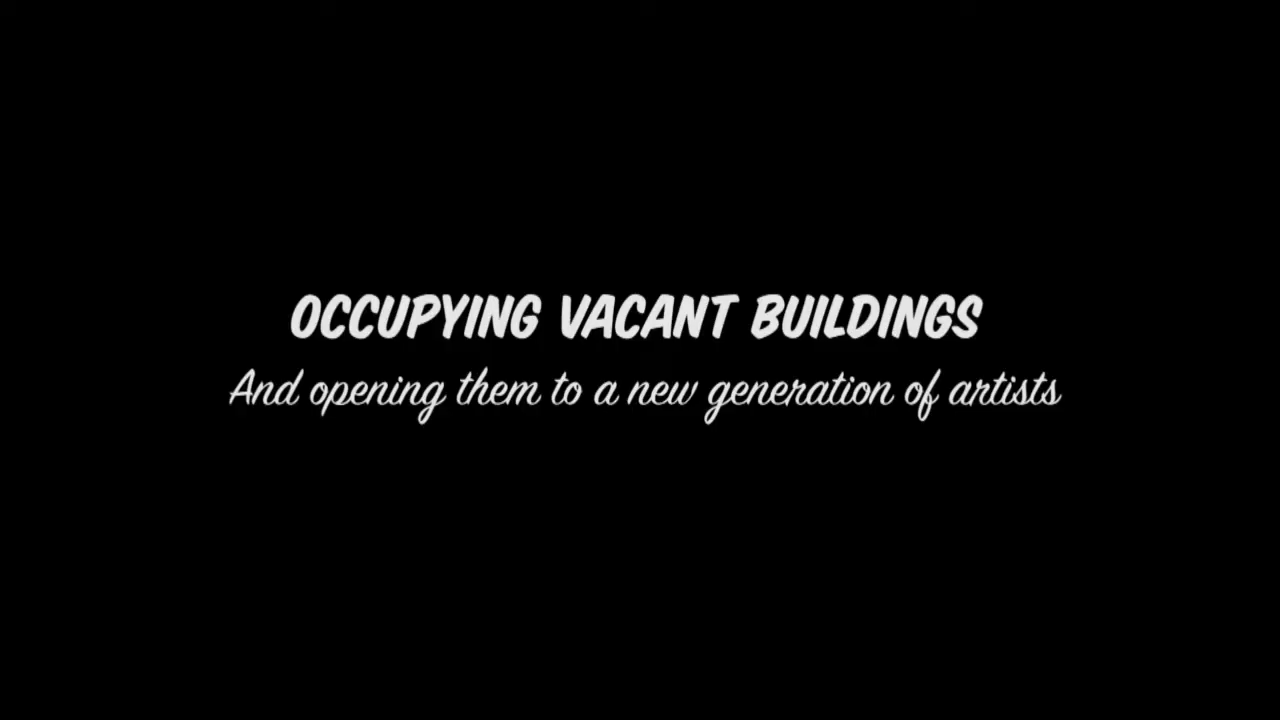 OCCUPYING VACANT BUILDINGS
And opening them to a new generation of artists